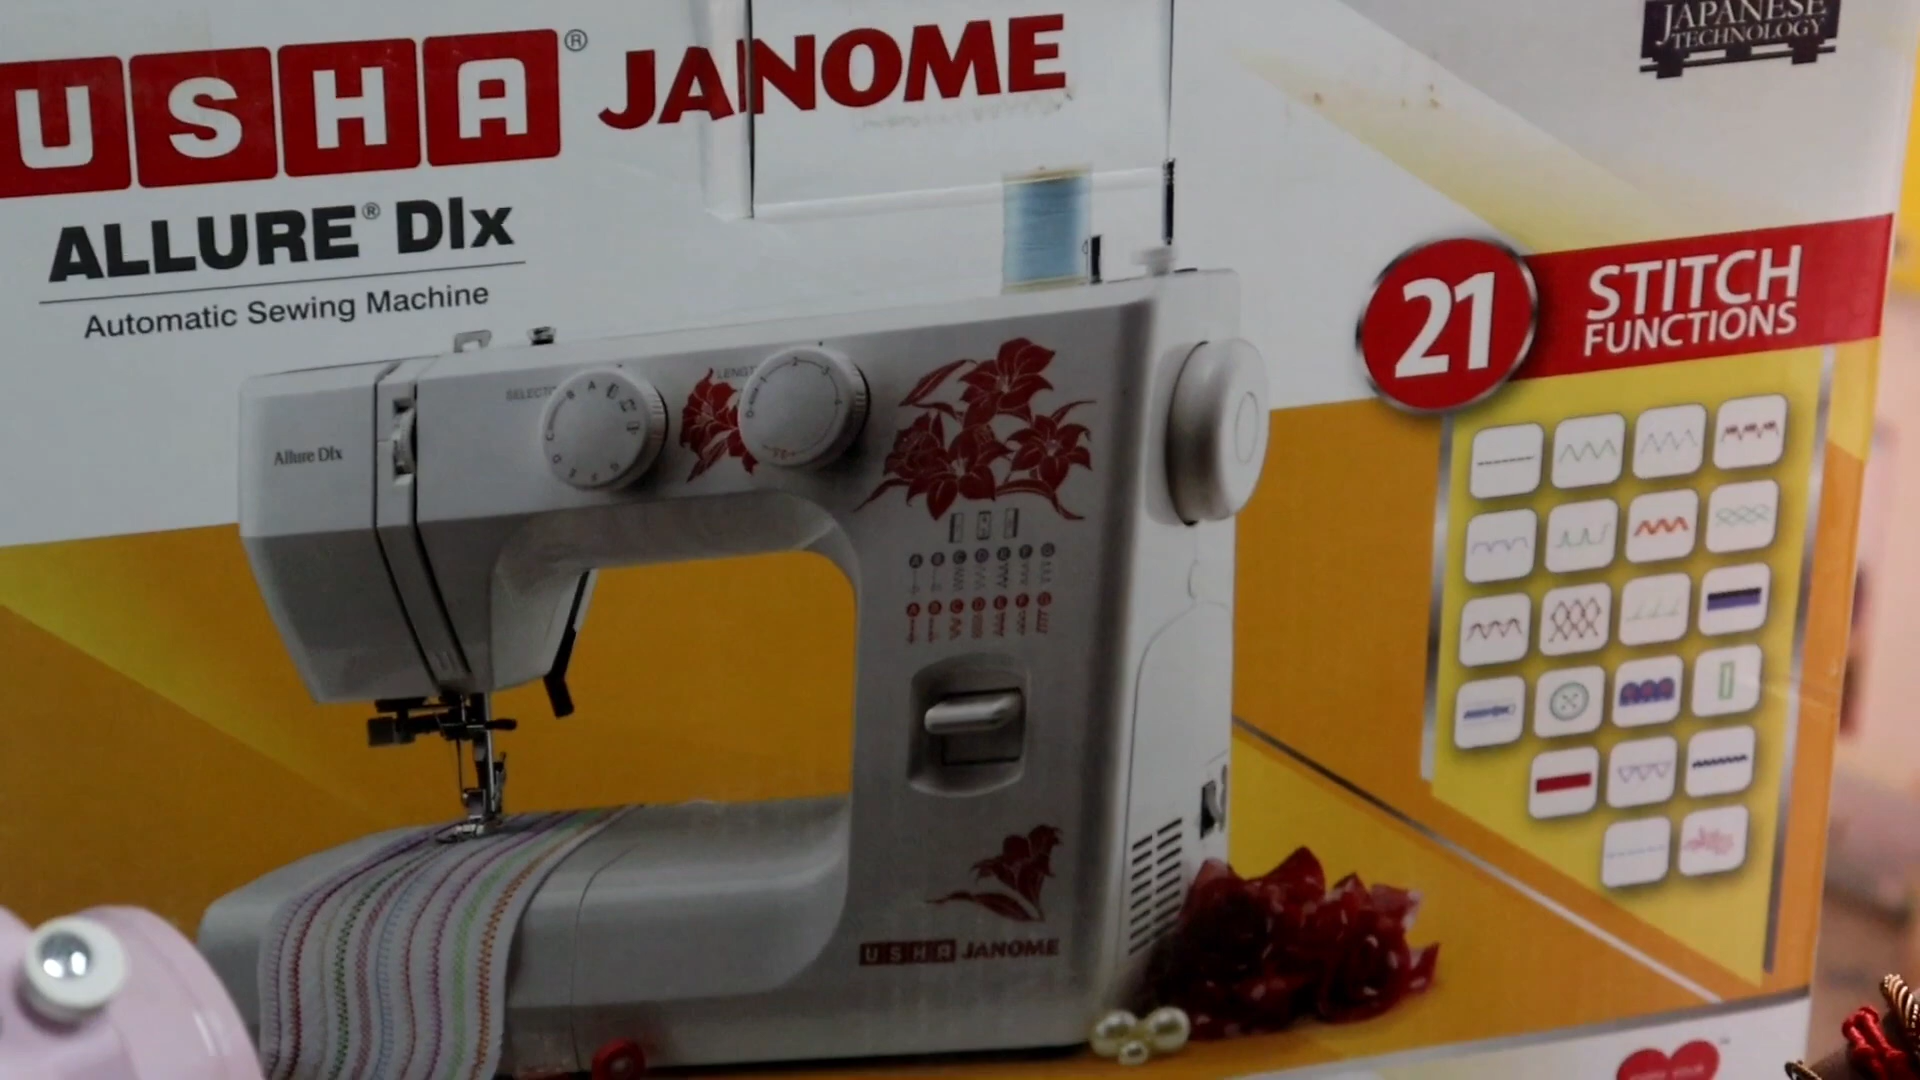 USHA® JANOME
JAPANESE
TECHNOLOGY
ALLURE® Dlx
Automatic Sewing Machine
21
STITCH
FUNCTIONS
Allure Dlx
USHA JANOME